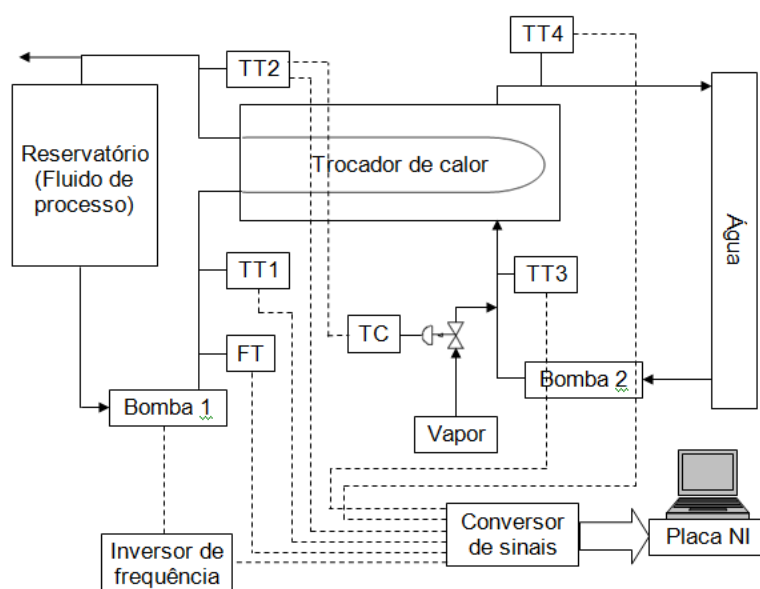 TT4
TT2
Reservatório
(Fluido de
processo)
Trocador de calor
Água
TT1
TT3
TC
FT
Bomba 1
Bomba 2
Vapor
Conversor
de sinais
Placa NI
Inversor de
frequência